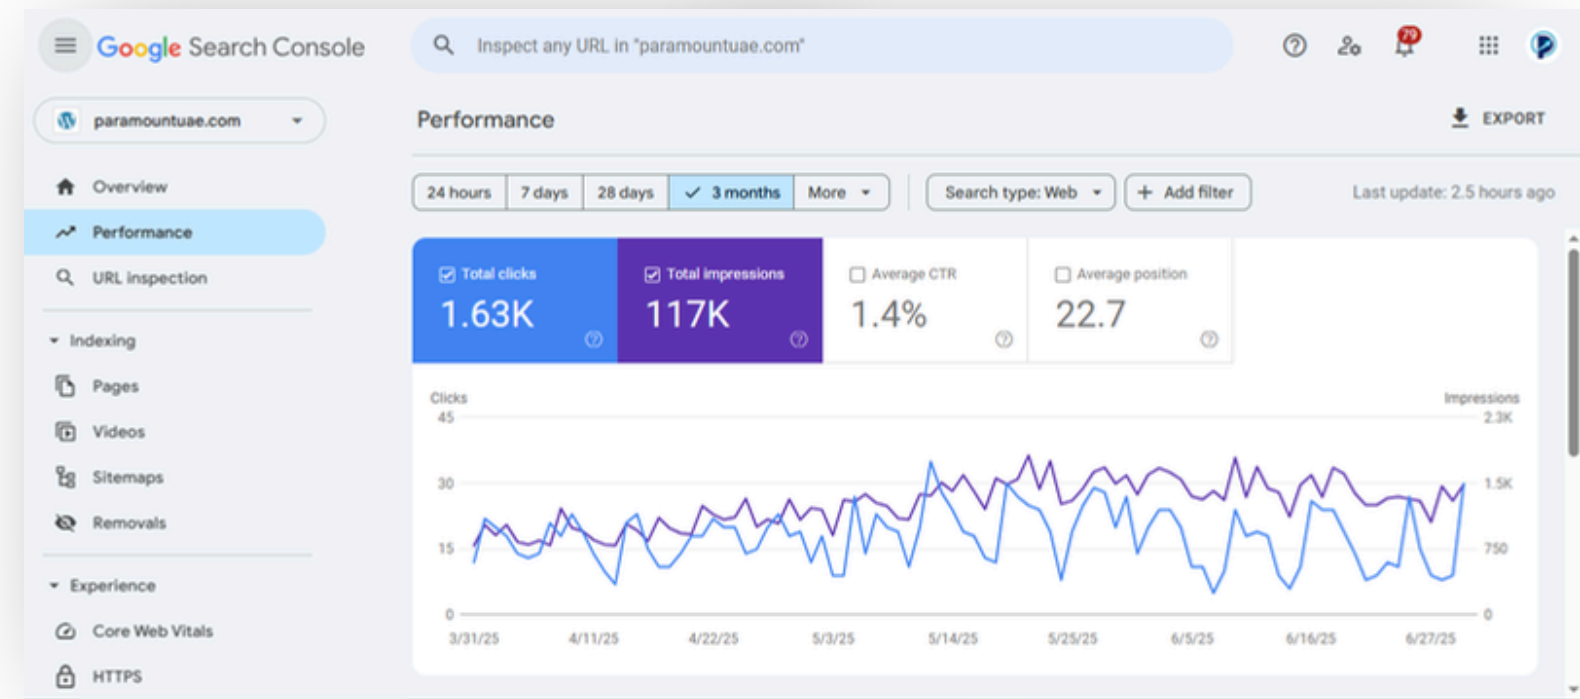 Google Search Console
Inspect any URL in "paramountuae.com"
79
paramountuae.com
Overview
Performance
URL inspection
Indexing
Pages
Videos
Sitemaps
Removals
Experience
Core Web Vitals
HTTPS
Performance
EXPORT
24 hours 7 days 28 days 3 months More
Search type: Web + Add filter
Last update: 2.5 hours ago
Total clicks
1.63K
Total impressions
117K
Average CTR
1.4%
Average position
22.7
Clicks
45
30
15
0
Impressions
2.3K
1.5K
750
0
3/31/25 4/11/25 4/22/25 5/3/25 5/14/25 5/25/25 6/5/25 6/16/25 6/27/25